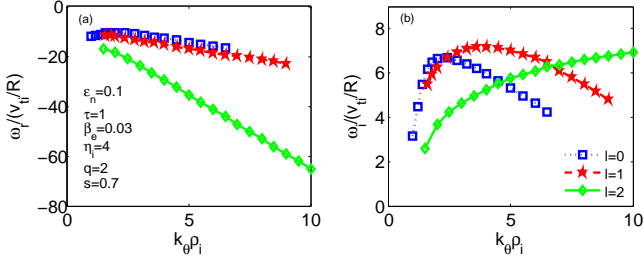 (a)
0
−20
−40
−60
−80
ω_r/(v_ti/R)
ε_n=0.1
τ=1
β_e=0.03
η_i=4
q=2
s=0.7
0
5
10
k_θρ_i
(b)
8
6
4
2
0
ω_i/(v_ti/R)
l=0
l=1
l=2
0
5
10
k_θρ_i